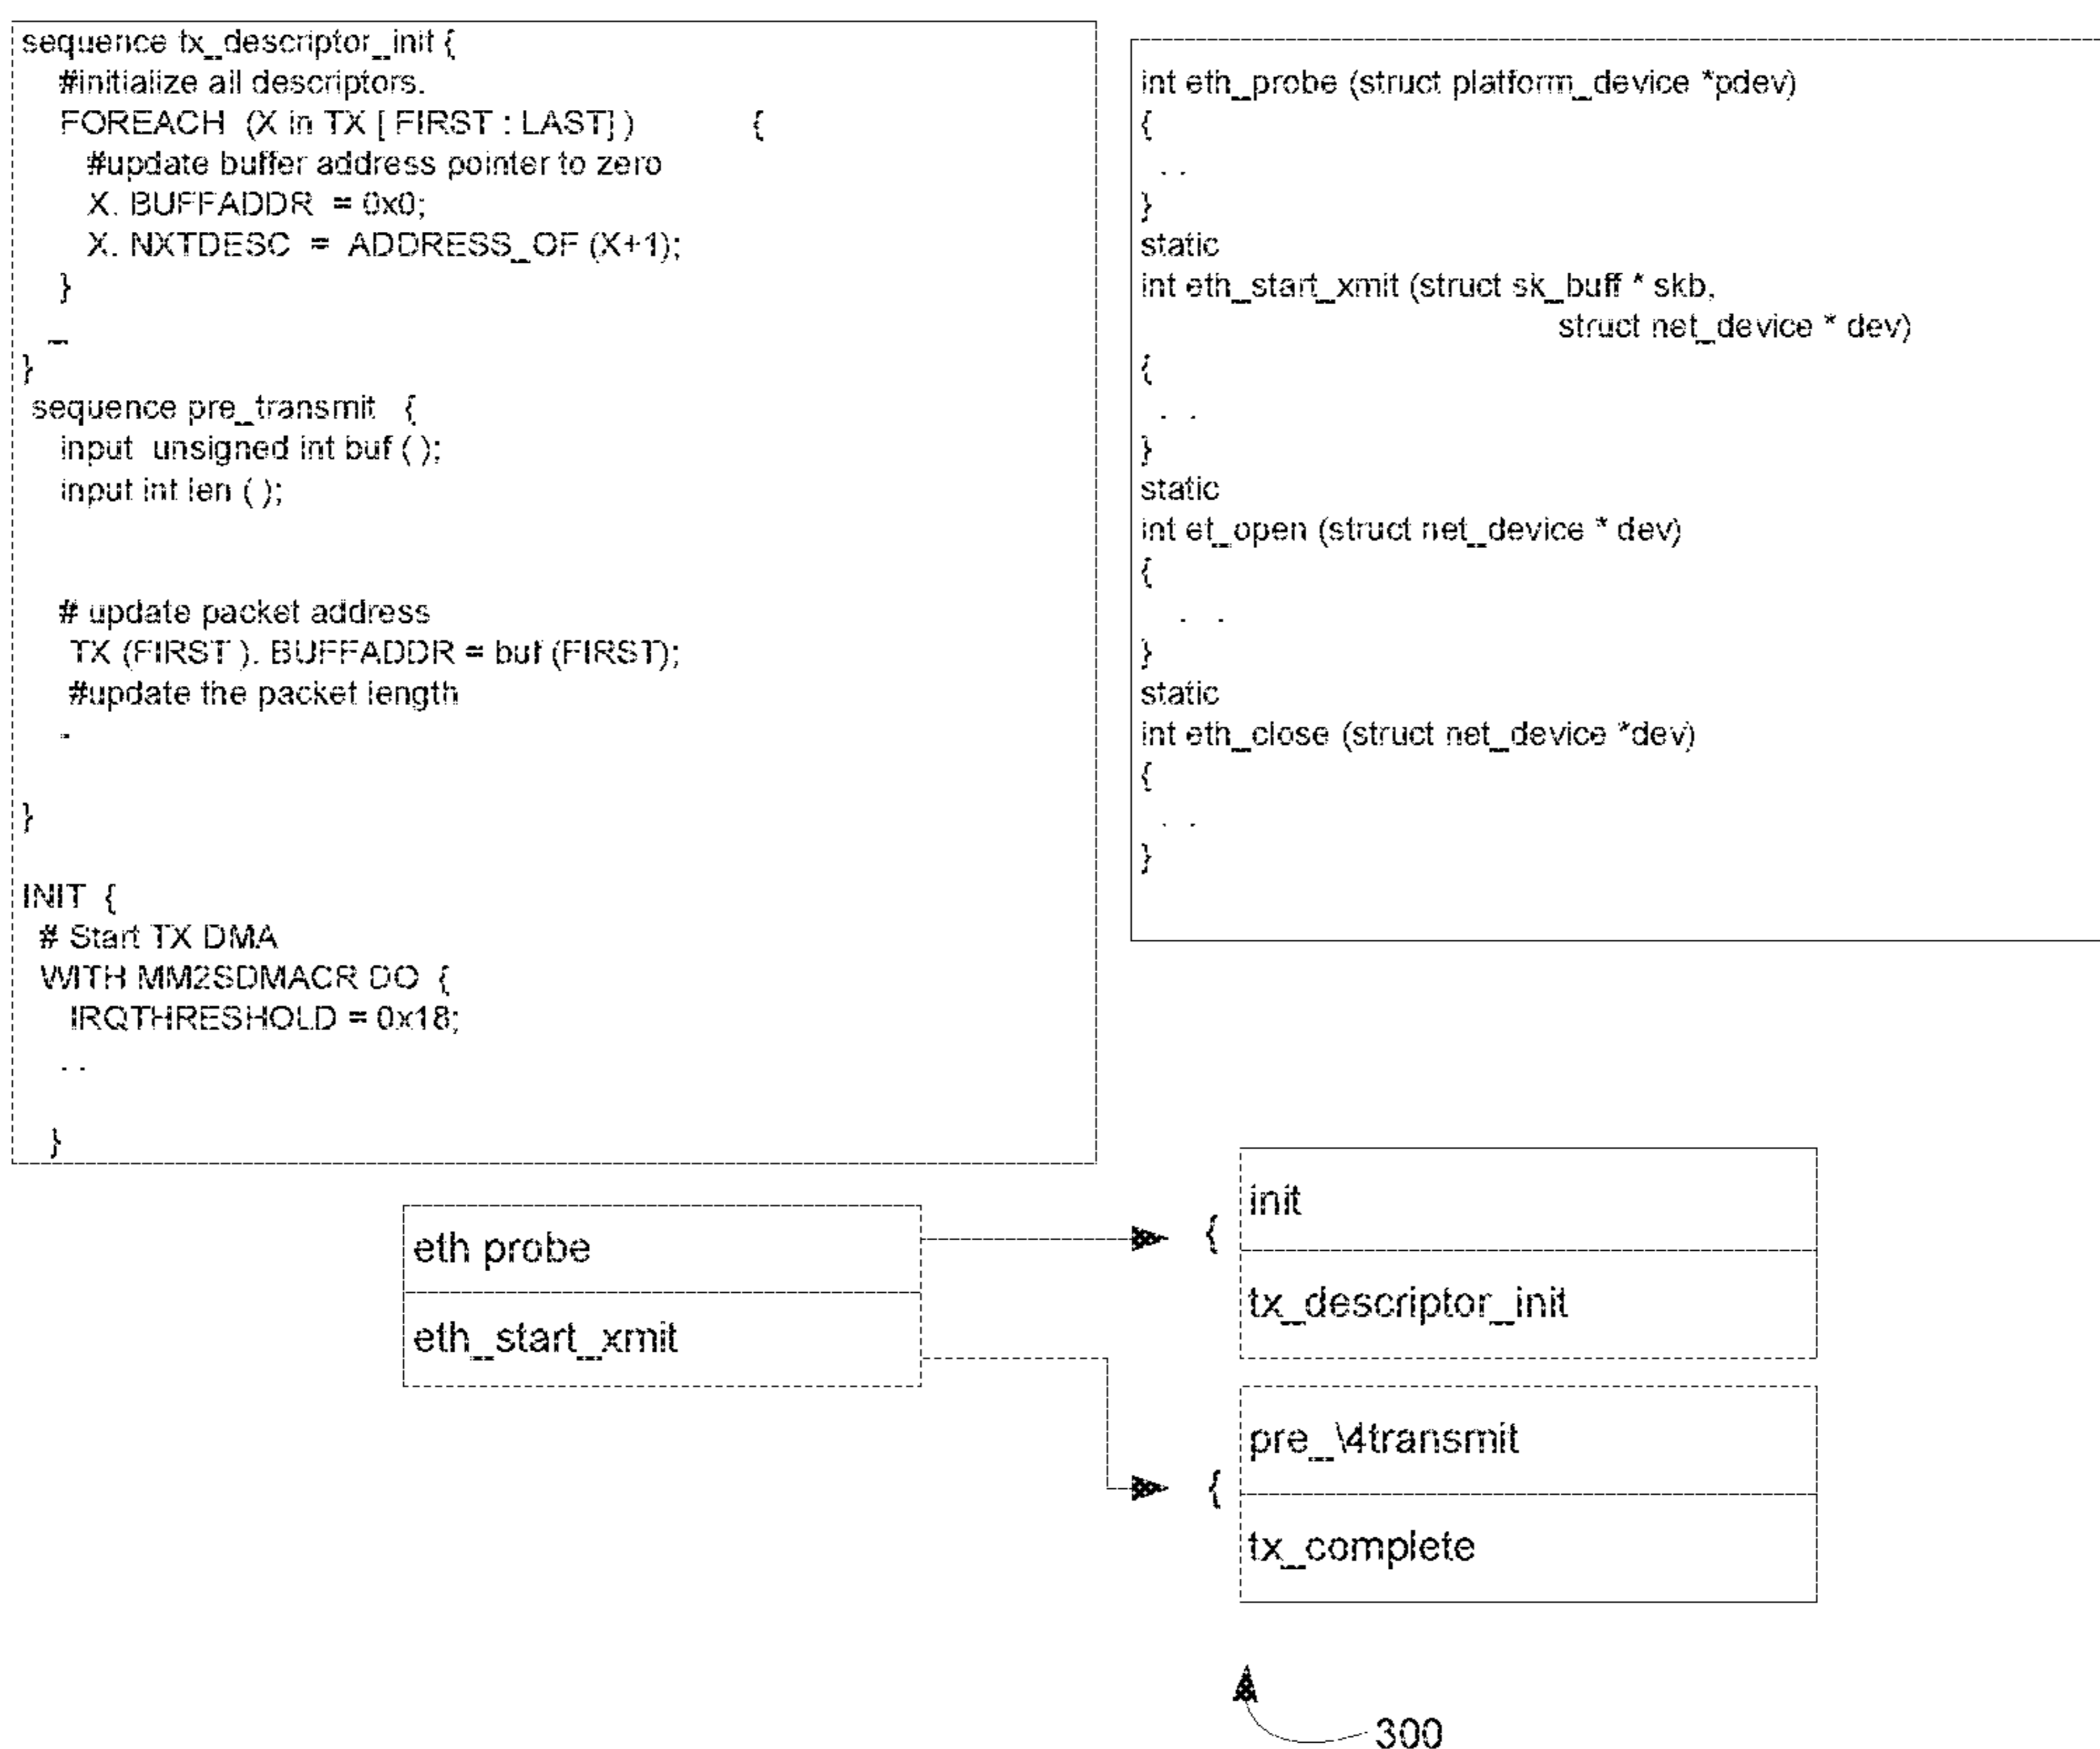 sequence tx_descriptor_init {
#initialize all descriptors.
FOREACH (X in TX [ FIRST : LAST] ) {
#update buffer address pointer to zero
X. BUFFADDR = 0x0;
X. NXTDESC = ADDRESS_OF (X+1);
}
_
}
sequence pre_transmit {
input unsigned int buf ( );
input int len ( );
# update packet address
TX (FIRST ). BUFFADDR = buf (FIRST);
#update the packet length
-
}
INIT {
# Start TX DMA
WITH MM2SDMACR DO {
IRQTHRESHOLD = 0x18;
. .
}
int eth_probe (struct platform_device *pdev)
{
. .
}
static
int eth_start_xmit (struct sk_buff * skb,
struct net_device * dev)
{
. .
}
static
int et_open (struct net_device * dev)
{
. .
}
static
int eth_close (struct net_device *dev)
{
. .
}
eth probe
eth_start_xmit
{
init
tx_descriptor_init
{
pre_\4transmit
tx_complete
300